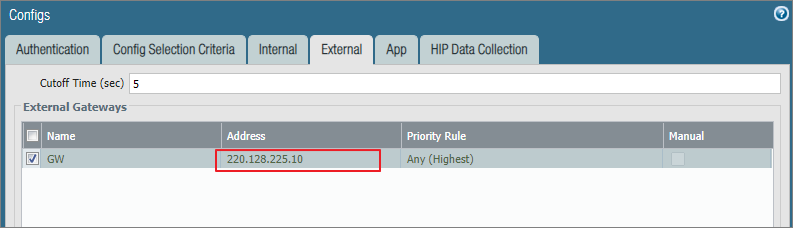 Configs
Authentication Config Selection Criteria Internal External App HIP Data Collection
Cutoff Time (sec) 5
External Gateways
Name Address Priority Rule Manual
GW 220.128.225.10 Any (Highest)